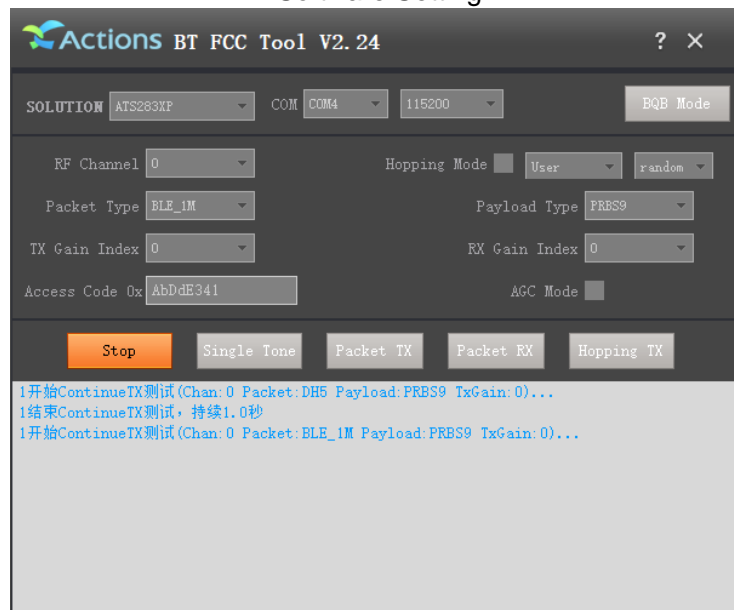 Actions BT FCC Tool V2.24 ? ×
SOLUTION ATS283XP COM COM4 115200 BQB Mode
RF Channel 0 Hopping Mode User random
Packet Type BLE_1M Payload Type PRBS9
TX Gain Index 0 RX Gain Index 0
Access Code 0x AbDdE341 AGC Mode
Stop Single Tone Packet TX Packet RX Hopping TX
1开始ContinueTX测试(Chan:0 Packet:DH5 Payload:PRBS9 TxGain:0)...
1结束ContinueTX测试，持续1.0秒
1开始ContinueTX测试(Chan:0 Packet:BLE_1M Payload:PRBS9 TxGain:0)...